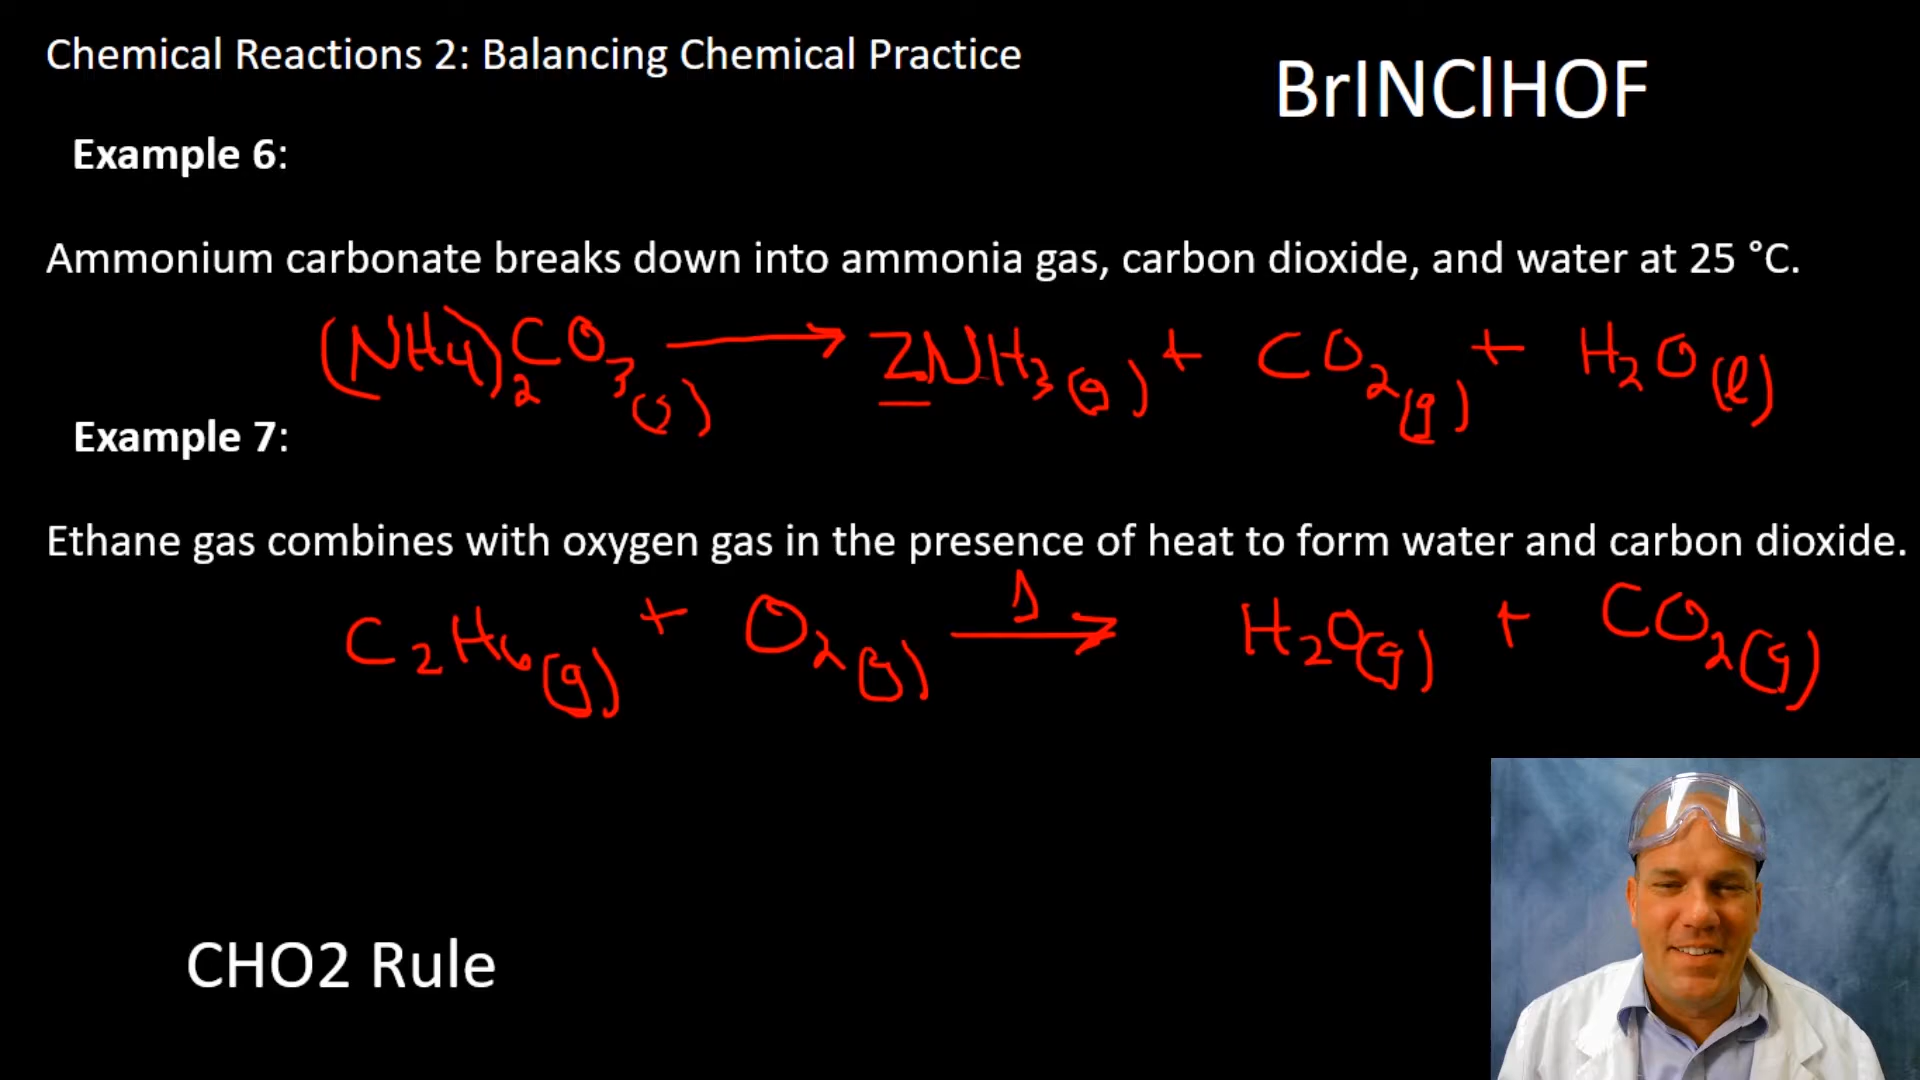 Chemical Reactions 2: Balancing Chemical Practice
BrINClHOF
Example 6:
Ammonium carbonate breaks down into ammonia gas, carbon dioxide, and water at 25 °C.
(NH4)2CO3(s) → 2NH3(g) + CO2(g) + H2O(l)
Example 7:
Ethane gas combines with oxygen gas in the presence of heat to form water and carbon dioxide.
C2H6(g) + O2(g) Δ→ H2O(g) + CO2(g)
CHO2 Rule